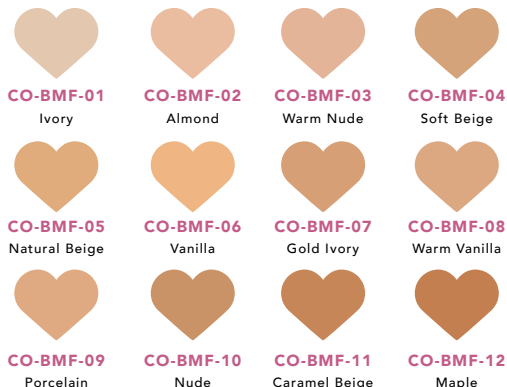 CO-BMF-01 CO-BMF-02 CO-BMF-03 CO-BMF-04
Ivory Almond Warm Nude Soft Beige
CO-BMF-05 CO-BMF-06 CO-BMF-07 CO-BMF-08
Natural Beige Vanilla Gold Ivory Warm Vanilla
CO-BMF-09 CO-BMF-10 CO-BMF-11 CO-BMF-12
Porcelain Nude Caramel Beige Maple